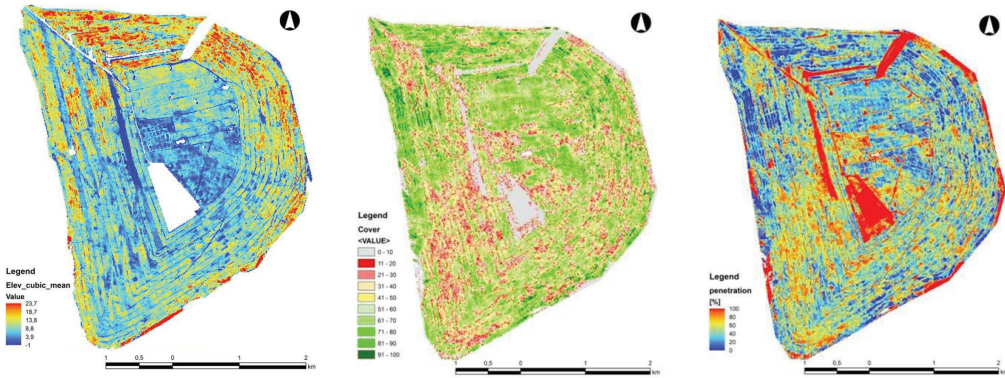 Legend
Elev_cubic_mean
Value
23,7
18,7
13,8
8,8
3,9
-1
1 0.5 0 1 2
km
Legend
Cover
<VALUE>
0 - 10
11 - 20
21 - 30
31 - 40
41 - 50
51 - 60
61 - 70
71 - 80
81 - 90
91 - 100
1 0.5 0 1 2
km
Legend
penetration
[%]
100
80
60
40
20
0
1 0.5 0 1 2